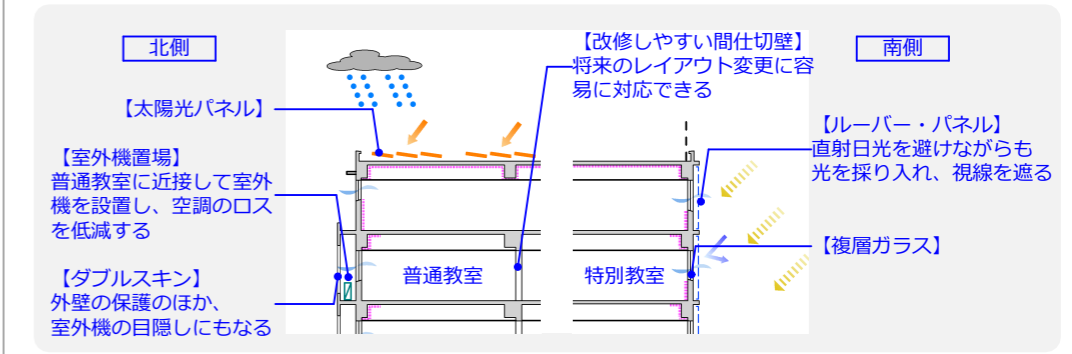 北側
【太陽光パネル】
【室外機置場】
普通教室に近接して室外
機を設置し、空調のロス
を低減する
【ダブルスキン】
外壁の保護のほか、
室外機の目隠しにもなる
【改修しやすい間仕切壁】
将来のレイアウト変更に容
易に対応できる
普通教室
特別教室
南側
【ルーバー・パネル】
直射日光を避けながらも
光を採り入れ、視線を遮る
【複層ガラス】